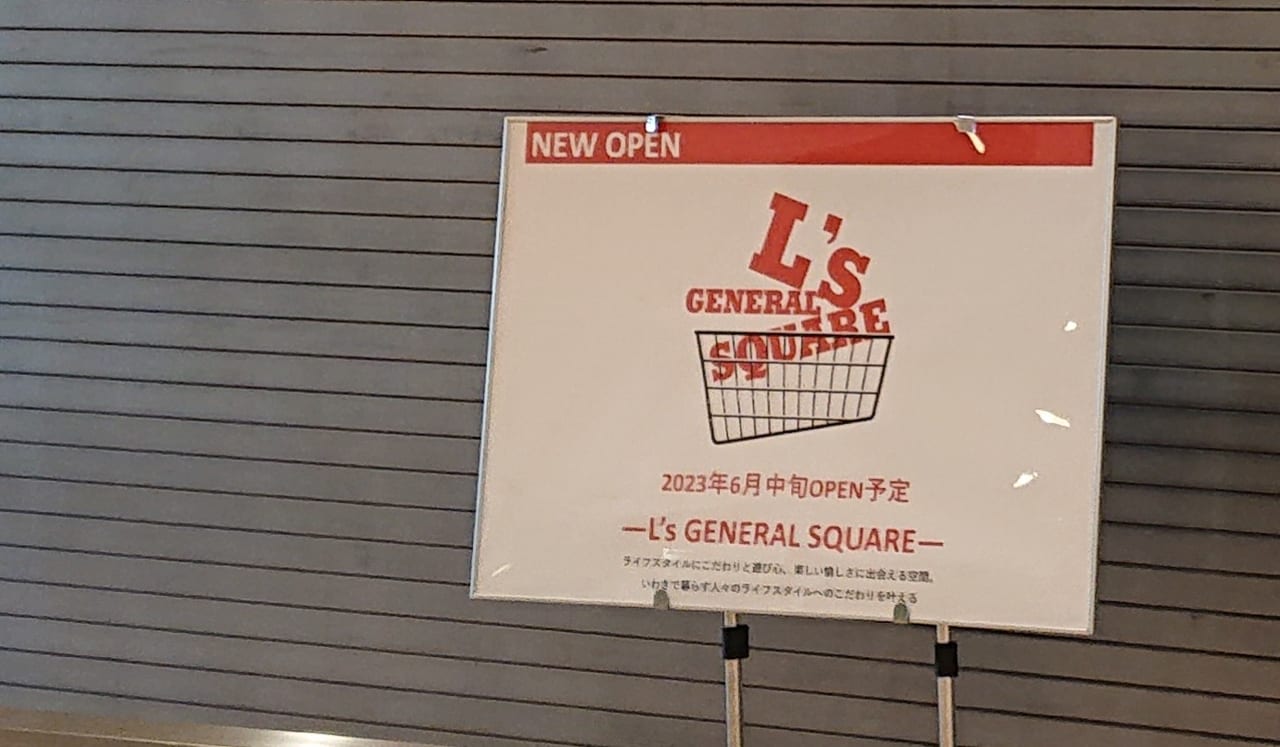 NEW OPEN
L's
GENERAL
SQUARE
2023年6月中旬OPEN予定
—L's GENERAL SQUARE—
ライフスタイルにこだわりと遊び心、楽しい愉しさに出会える空間。
いわきで暮らす人々のライフスタイルへのこだわりを叶える